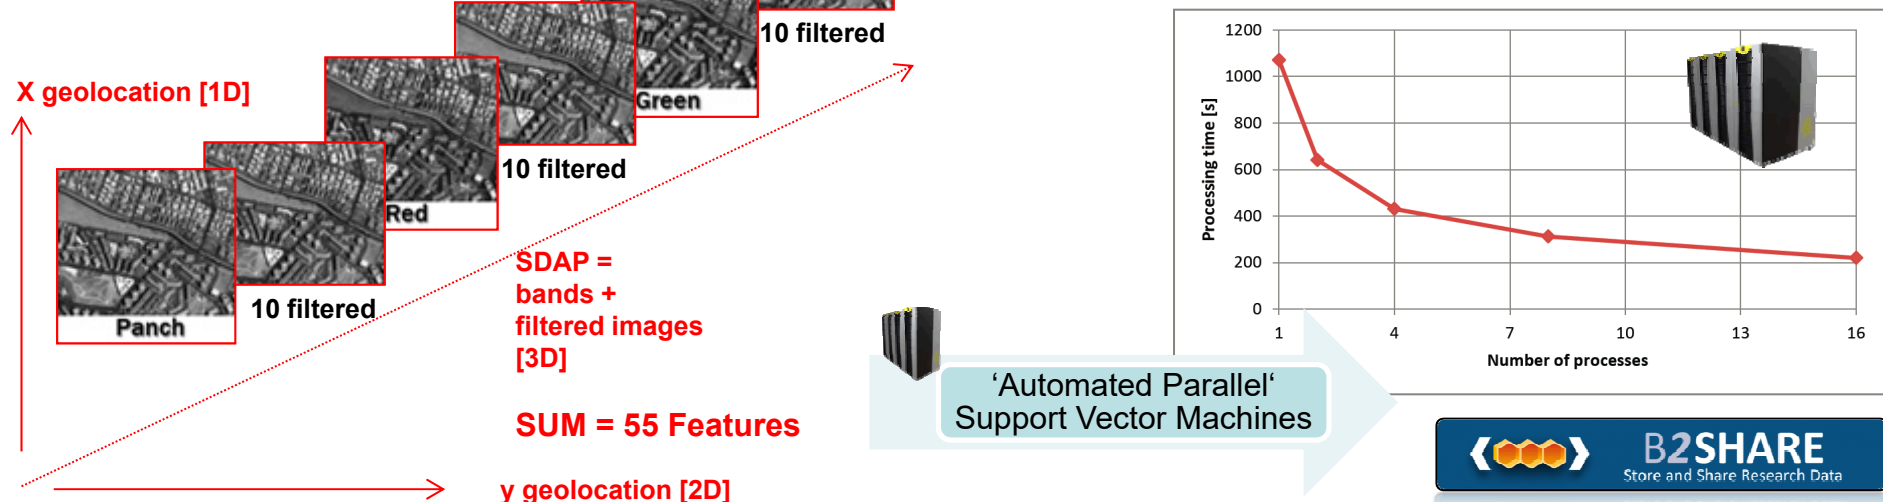 10 filtered
X geolocation [1D]
Green
10 filtered
Red
Panch
10 filtered
SDAP =
bands +
filtered images
[3D]
SUM = 55 Features
y geolocation [2D]
‘Automated Parallel‘
Support Vector Machines
Processing time [s]
1200
1000
800
600
400
200
0
1 4 7 10 13 16
Number of processes
B2SHARE
Store and Share Research Data